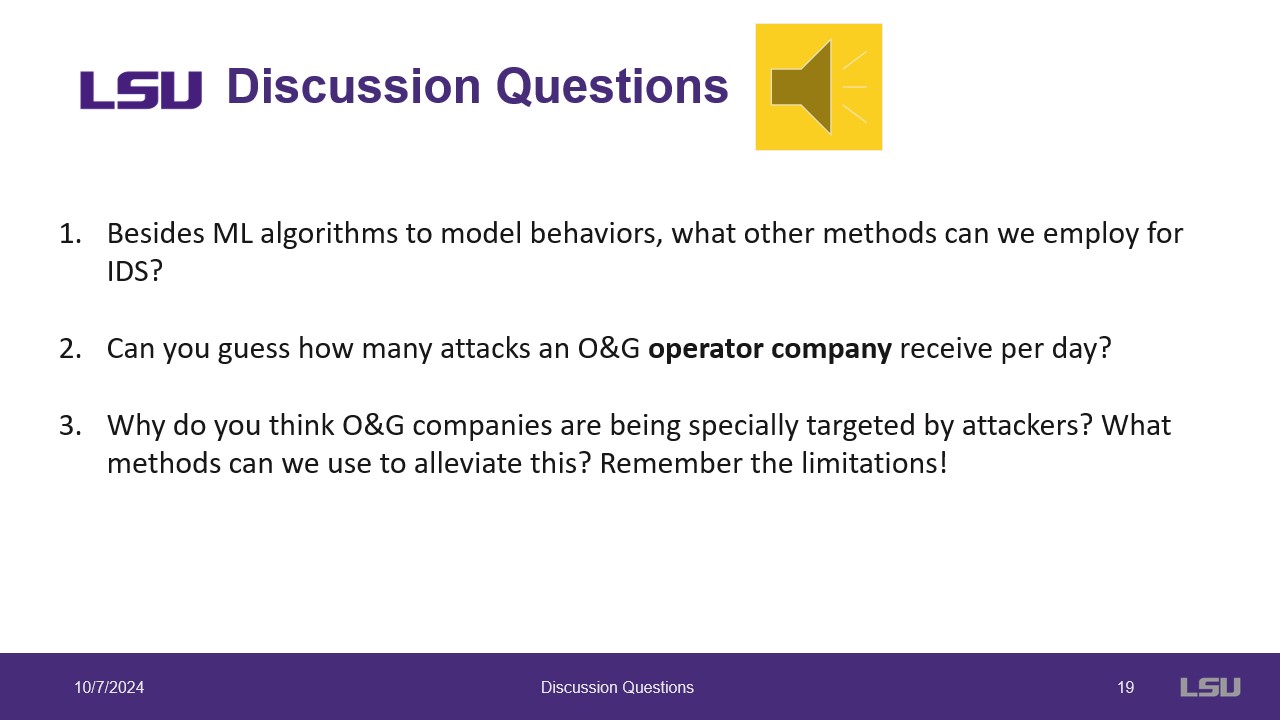 LSU Discussion Questions
1. Besides ML algorithms to model behaviors, what other methods can we employ for
IDS?
2. Can you guess how many attacks an O&G operator company receive per day?
3. Why do you think O&G companies are being specially targeted by attackers? What
methods can we use to alleviate this? Remember the limitations!
10/7/2024 Discussion Questions 19 LSU